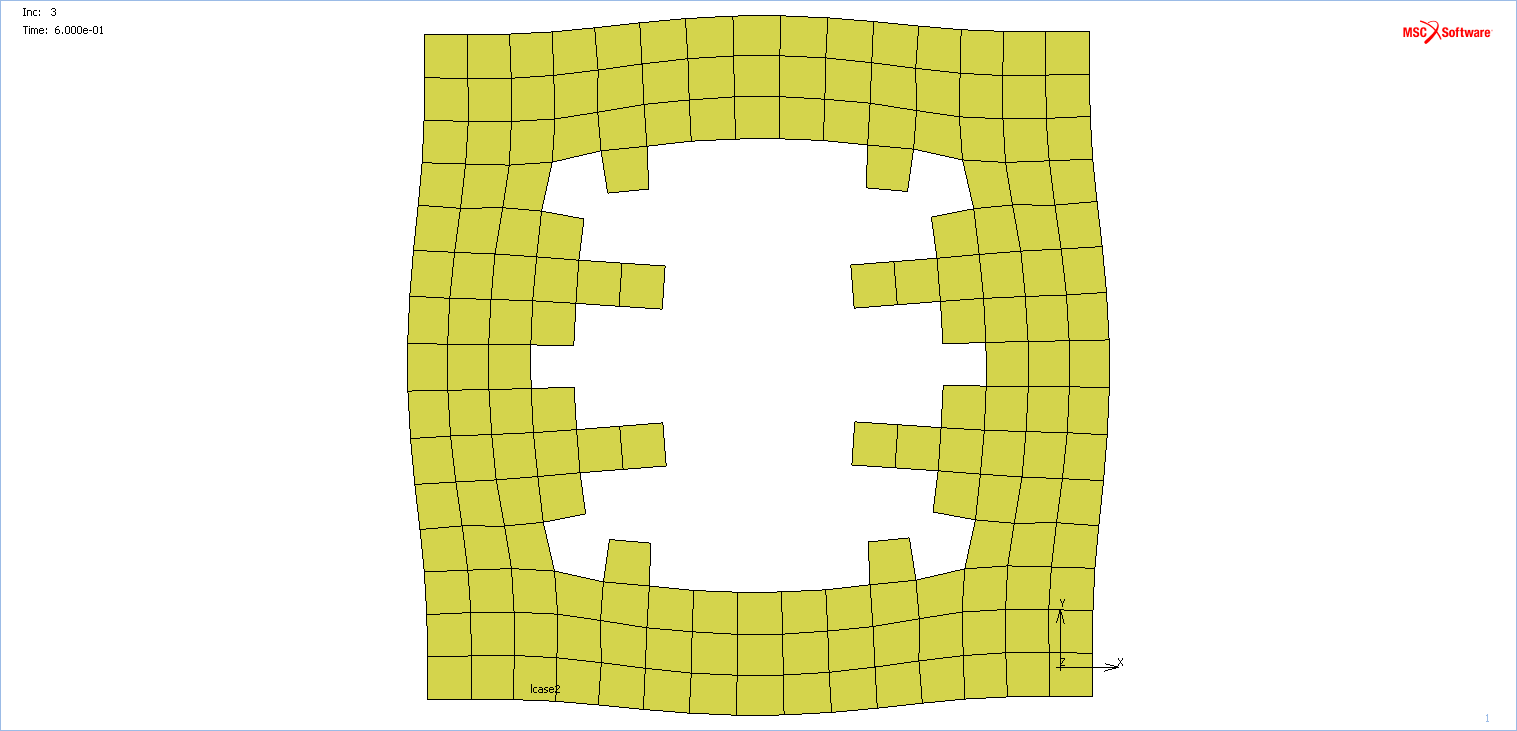 Inc: 3
Time: 6.000e-01
MSC Software
Y
Z
X
lcase2
1